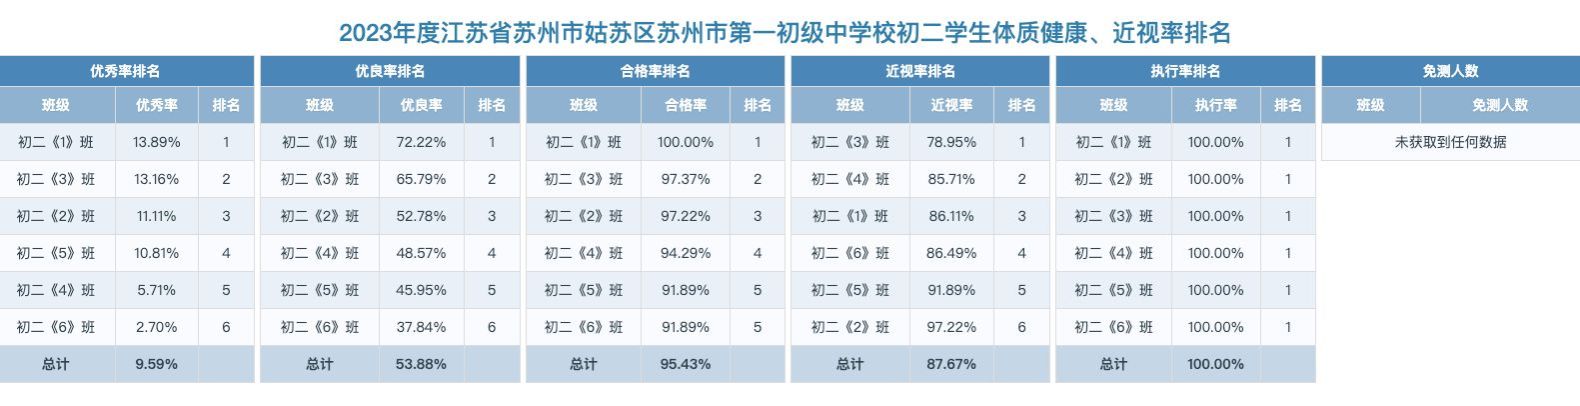 2023年度江苏省苏州市姑苏区苏州市第一初级中学校初二学生体质健康、近视率排名
优秀率排名 优良率排名 合格率排名 近视率排名 执行率排名 免测人数
班级 优秀率 排名 班级 优良率 排名 班级 合格率 排名 班级 近视率 排名 班级 执行率 排名 班级 免测人数
初二《1》班 13.89% 1 初二《1》班 72.22% 1 初二《1》班 100.00% 1 初二《3》班 78.95% 1 初二《1》班 100.00% 1 未获取到任何数据
初二《3》班 13.16% 2 初二《3》班 65.79% 2 初二《3》班 97.37% 2 初二《4》班 85.71% 2 初二《2》班 100.00% 1
初二《2》班 11.11% 3 初二《2》班 52.78% 3 初二《2》班 97.22% 3 初二《1》班 86.11% 3 初二《3》班 100.00% 1
初二《5》班 10.81% 4 初二《4》班 48.57% 4 初二《4》班 94.29% 4 初二《6》班 86.49% 4 初二《4》班 100.00% 1
初二《4》班 5.71% 5 初二《5》班 45.95% 5 初二《5》班 91.89% 5 初二《5》班 91.89% 5 初二《5》班 100.00% 1
初二《6》班 2.70% 6 初二《6》班 37.84% 6 初二《6》班 91.89% 5 初二《2》班 97.22% 6 初二《6》班 100.00% 1
总计 9.59% 总计 53.88% 总计 95.43% 总计 87.67% 总计 100.00%